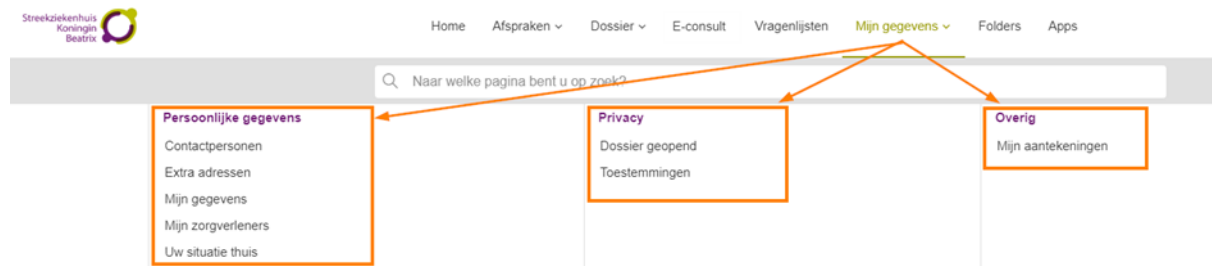 Streekziekenhuis
Koningin
Beatrix
Home Afspraken Dossier E-consult Vragenlijsten Mijn gegevens Folders Apps
Naar welke pagina bent u op zoek?
Persoonlijke gegevens
Contactpersonen
Extra adressen
Mijn gegevens
Mijn zorgverleners
Uw situatie thuis
Privacy
Dossier geopend
Toestemmingen
Overig
Mijn aantekeningen